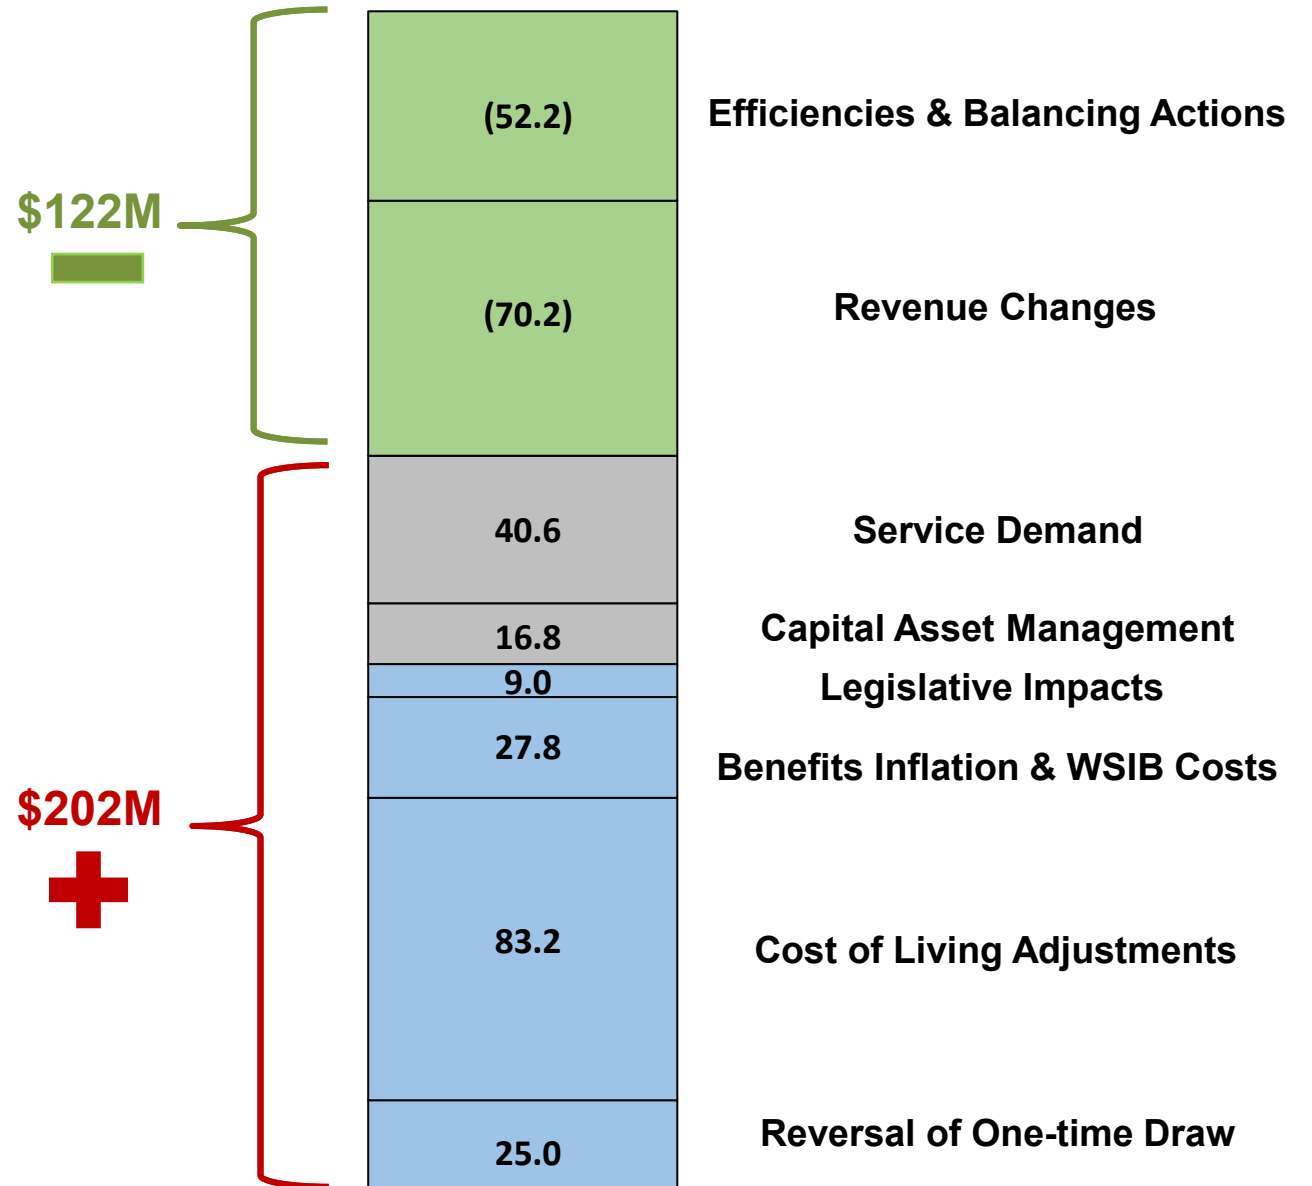 (52.2)
Efficiencies & Balancing Actions
$122M
(70.2)
Revenue Changes
40.6
Service Demand
16.8
Capital Asset Management
9.0
Legislative Impacts
27.8
Benefits Inflation & WSIB Costs
$202M
83.2
Cost of Living Adjustments
25.0
Reversal of One-time Draw